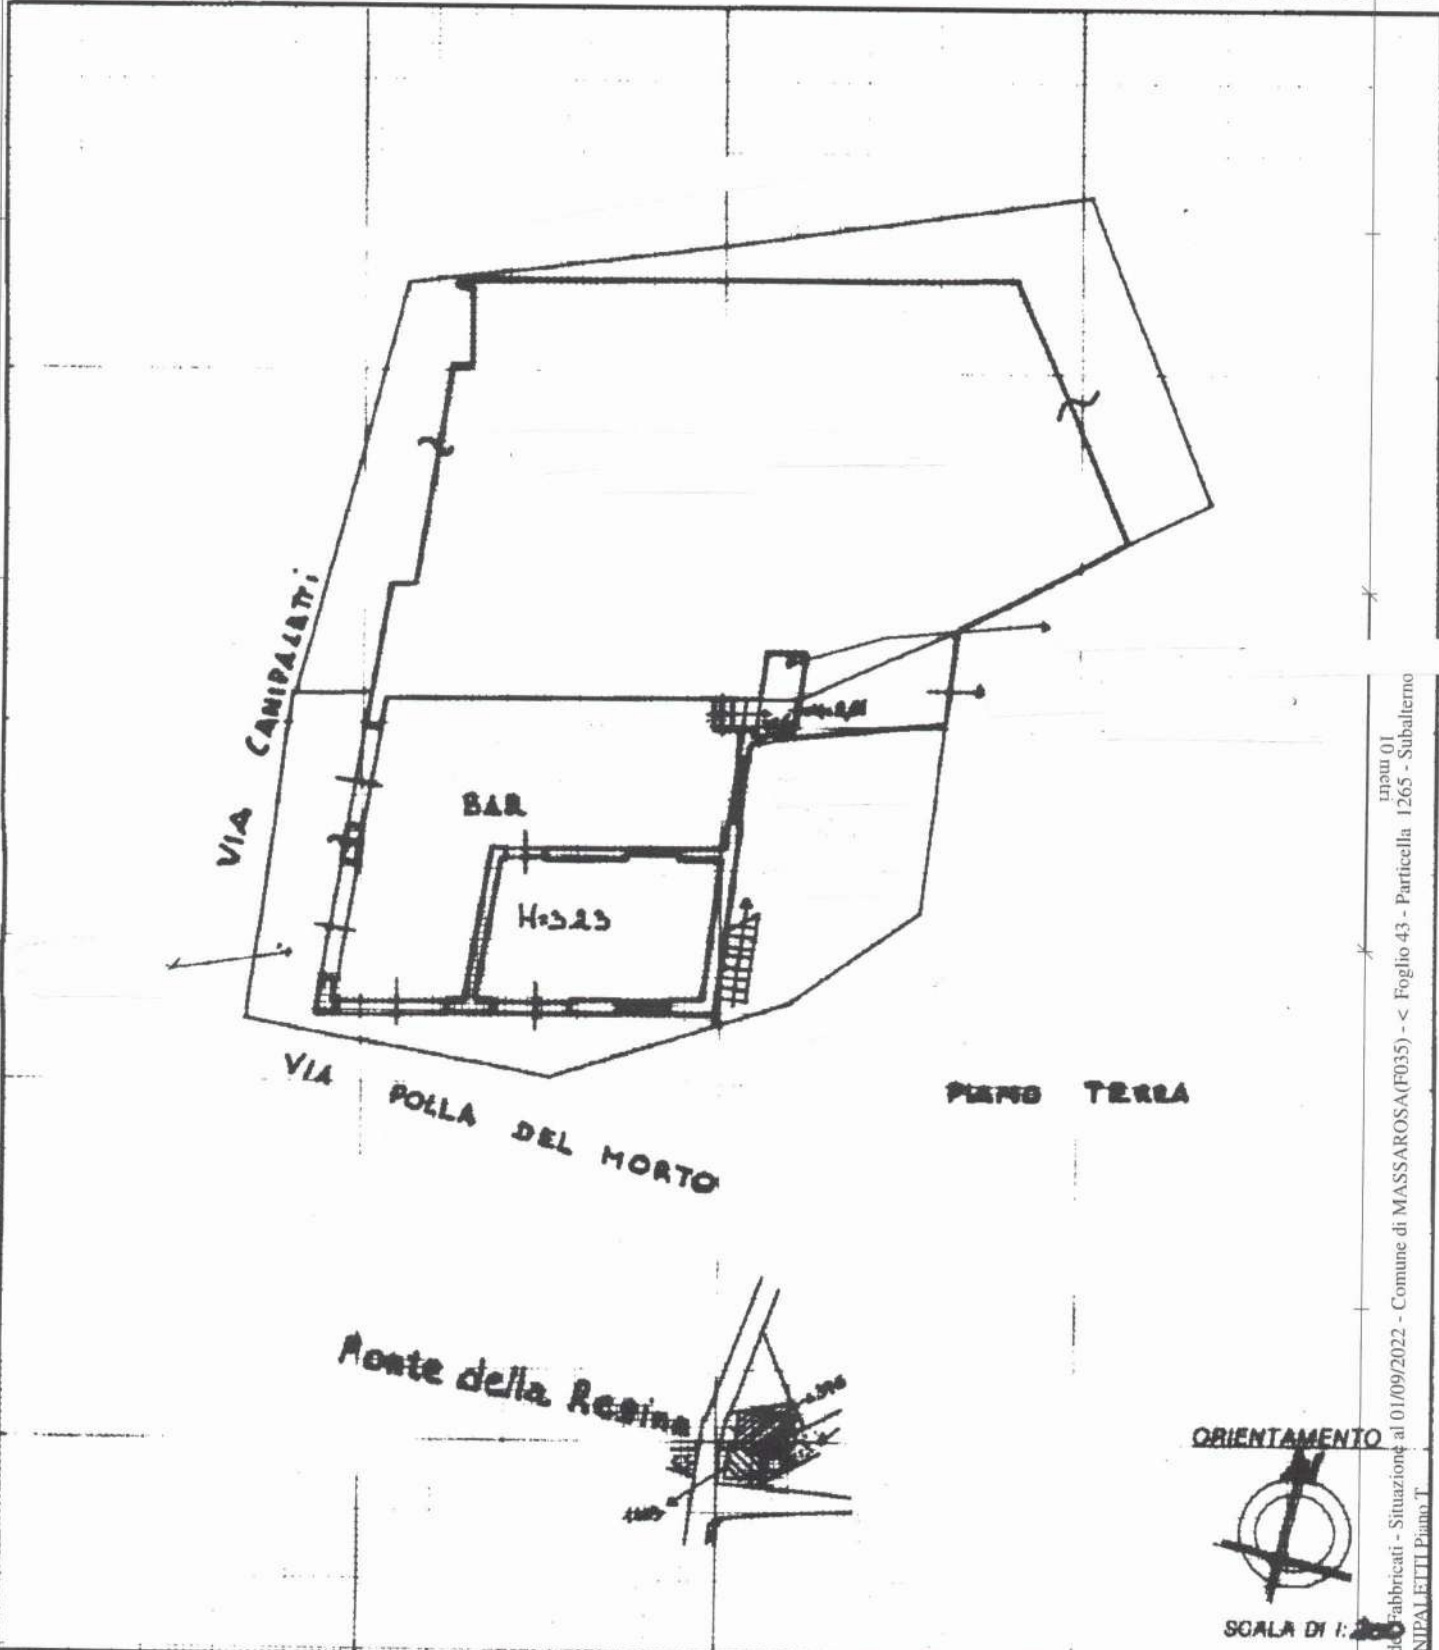 VIA CANIPALETTI
BAR
H=3.23
VIA POLLA DEL MORTO
PIANO TERRA
Ponte della Regina
ORIENTAMENTO
N
SCALA DI 1:200
10 metri
Fabbricati - Situazione al 01/09/2022 - Comune di MASSAROSA(F035) - < Foglio 43 - Particella 1265 - Subalterno
NIPALETTI Piano T